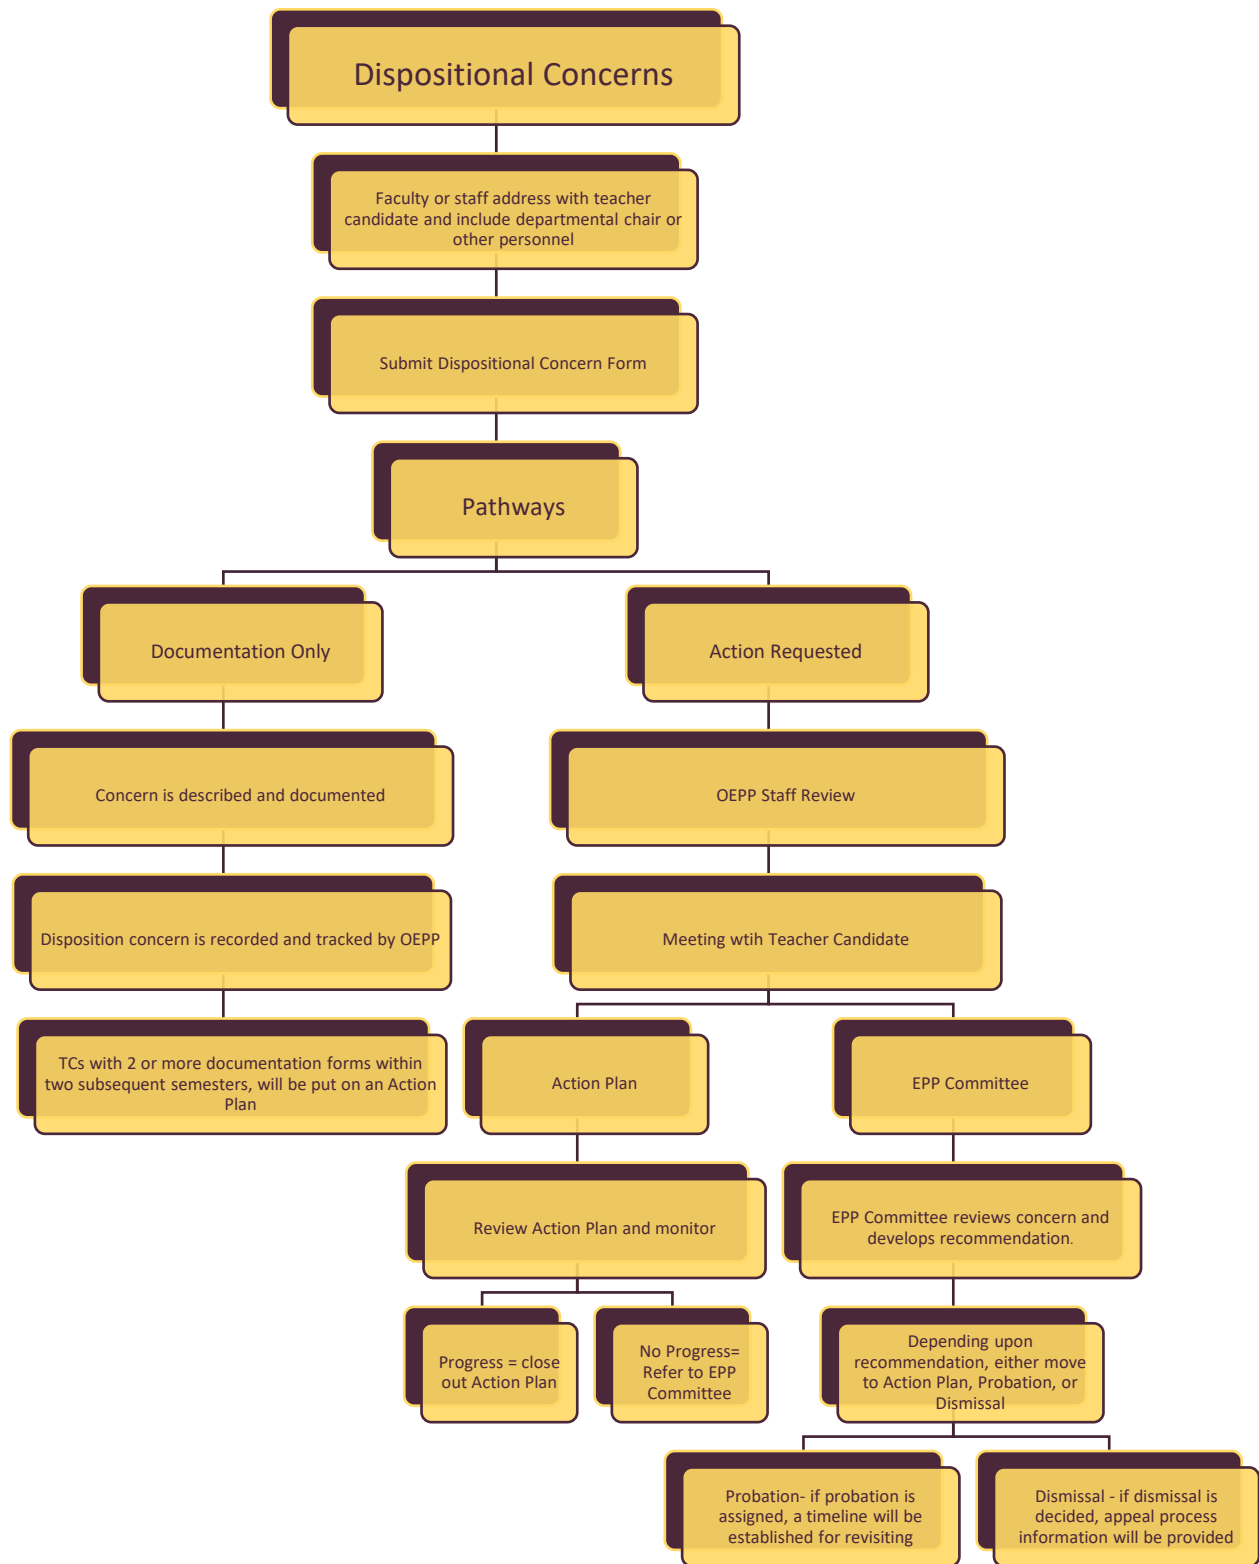 Dispositional Concerns
Faculty or staff address with teacher
candidate and include departmental chair or
other personnel
Submit Dispositional Concern Form
Pathways
Documentation Only
Action Requested
Concern is described and documented
OEPP Staff Review
Disposition concern is recorded and tracked by OEPP
Meeting wtih Teacher Candidate
TCs with 2 or more documentation forms within
two subsequent semesters, will be put on an Action
Plan
Action Plan
EPP Committee
Review Action Plan and monitor
EPP Committee reviews concern and
develops recommendation.
Progress = close
out Action Plan
No Progress=
Refer to EPP
Committee
Depending upon
recommendation, either move
to Action Plan, Probation, or
Dismissal
Probation- if probation is
assigned, a timeline will be
established for revisiting
Dismissal - if dismissal is
decided, appeal process
information will be provided